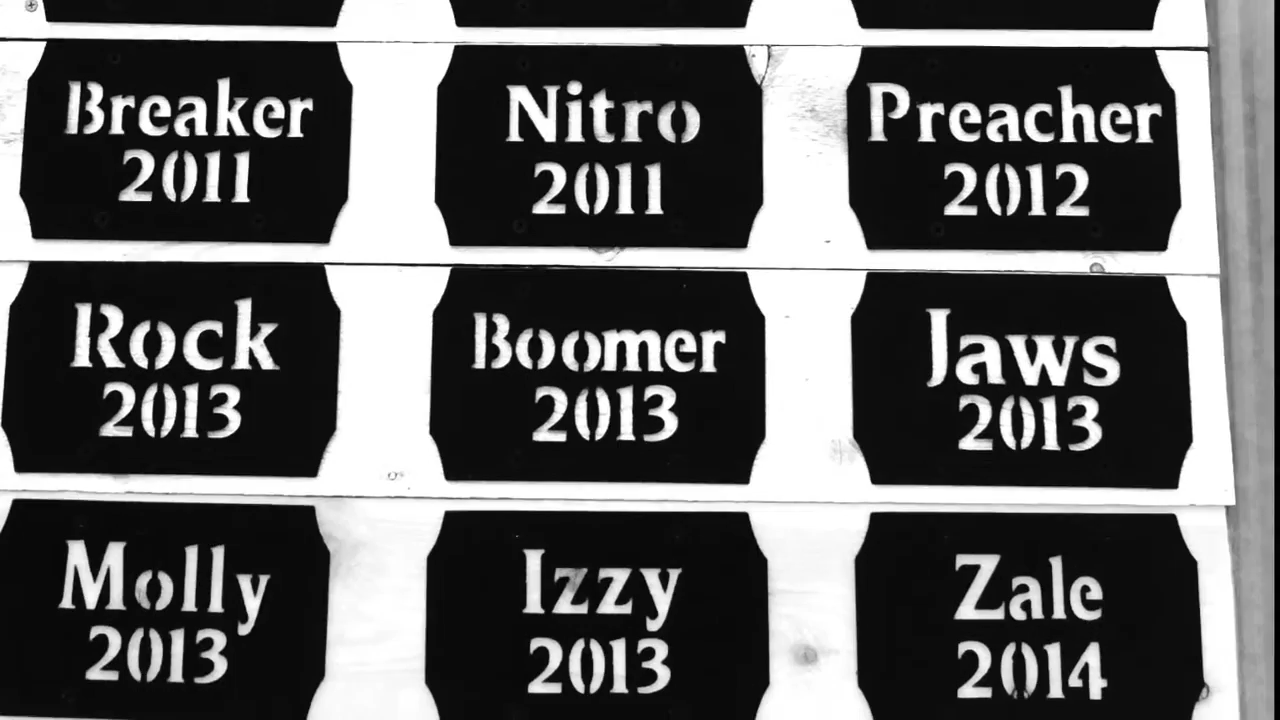 Breaker
2011
Nitro
2011
Preacher
2012
Rock
2013
Boomer
2013
Jaws
2013
Molly
2013
Izzy
2013
Zale
2014